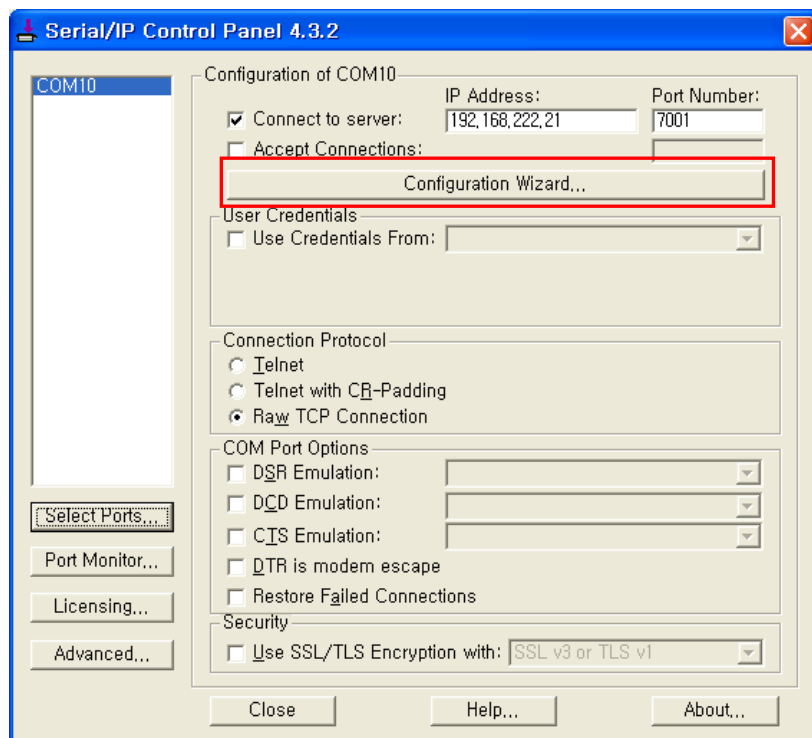 Serial/IP Control Panel 4.3.2
COM10
Configuration of COM10
IP Address: Port Number:
Connect to server: 192,168,222,21 7001
Accept Connections:
Configuration Wizard,,,
User Credentials
Use Credentials From:
Connection Protocol
Telnet
Telnet with CR-Padding
Raw TCP Connection
COM Port Options
DSR Emulation:
DCD Emulation:
CTS Emulation:
DTR is modem escape
Restore Failed Connections
Security
Use SSL/TLS Encryption with: SSL v3 or TLS v1
Select Ports,,,
Port Monitor,,,
Licensing,,,
Advanced,,,
Close Help,,, About,,,